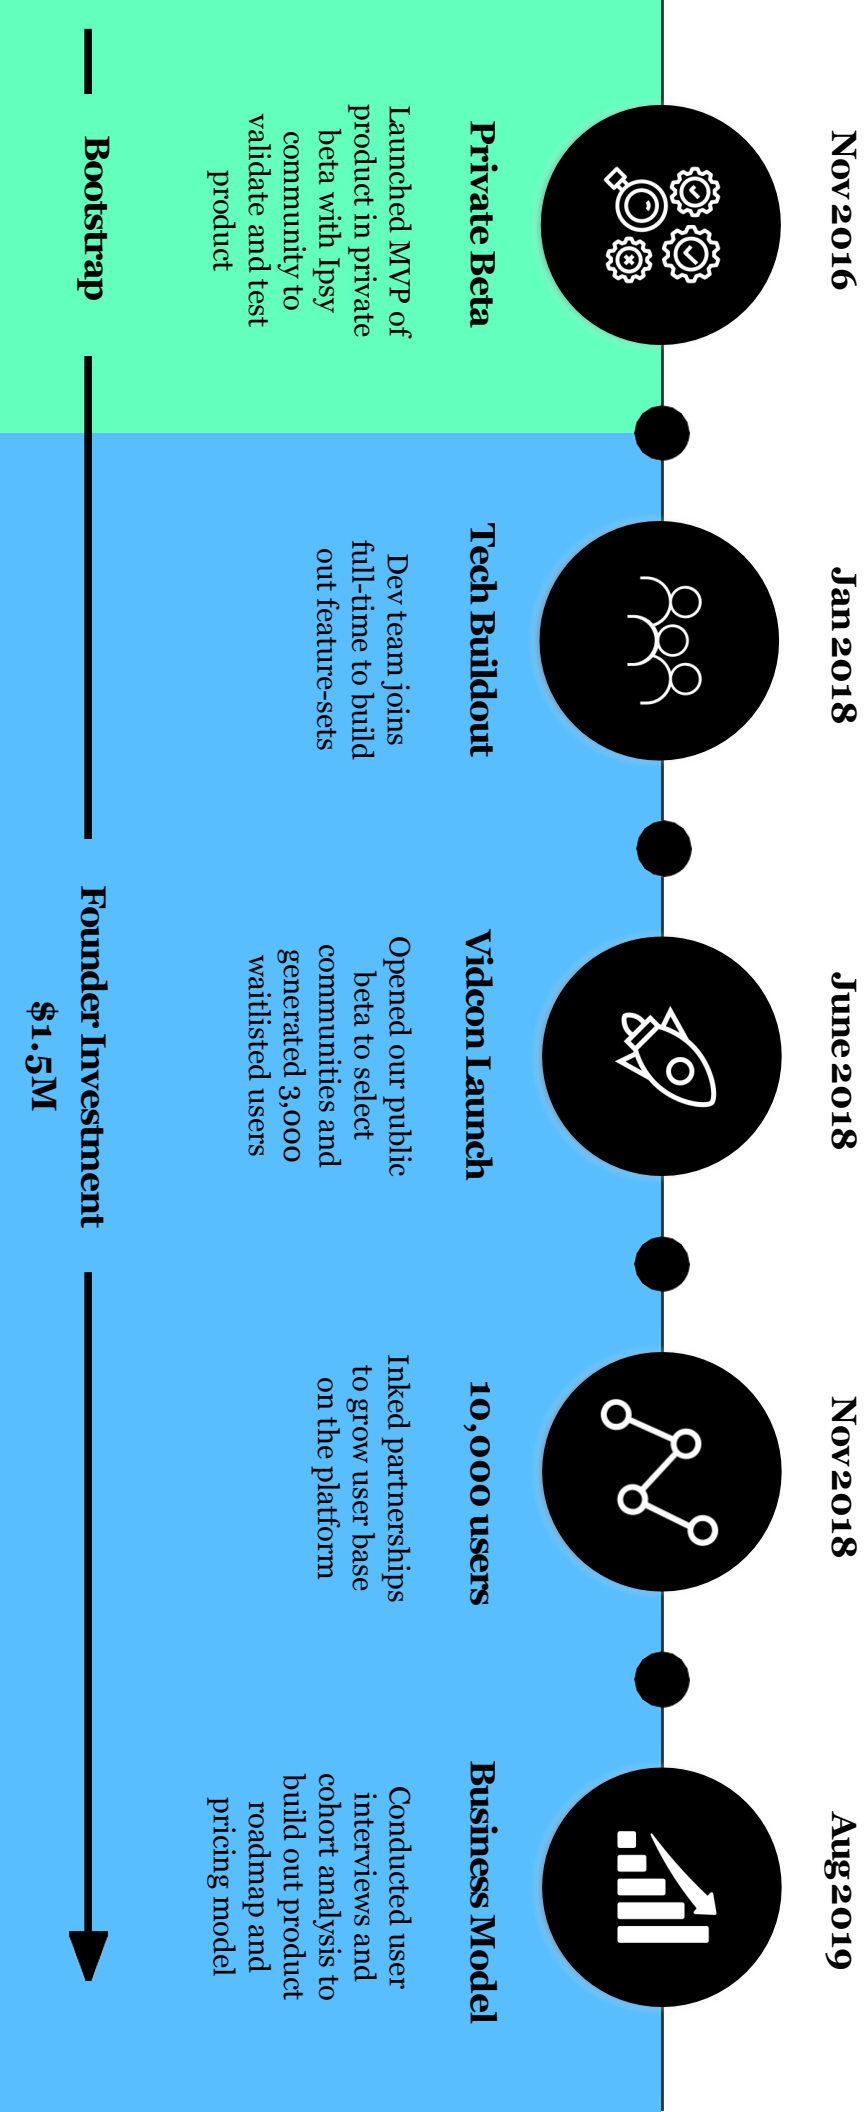 Nov 2016
Private Beta
Launched MVP of
product in private
beta with Ipsy
community to
validate and test
product
Jan 2018
Tech Buildout
Dev team joins
full-time to build
out feature-sets
June 2018
Vidcon Launch
Opened our public
beta to select
communities and
generated 3,000
waitlisted users
Nov 2018
10,000 users
Inked partnerships
to grow user base
on the platform
Aug 2019
Business Model
Conducted user
interviews and
cohort analysis to
build out product
roadmap and
pricing model
Bootstrap
Founder Investment
$1.5M